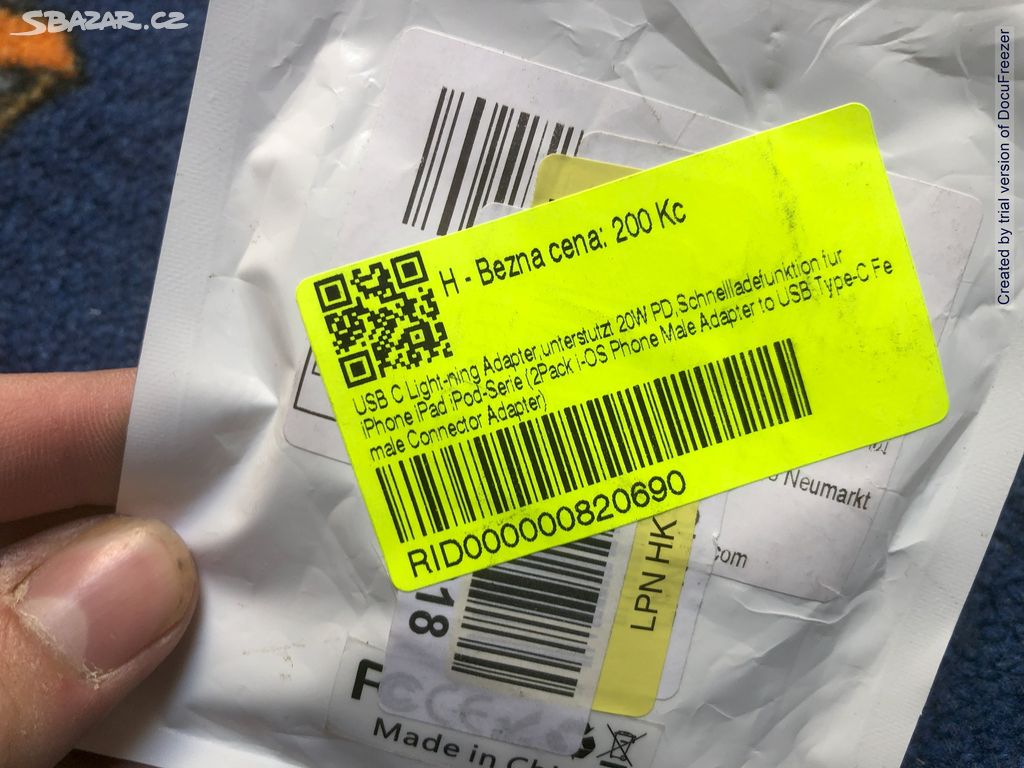 SBAZAR.CZ
Created by trial version of DocuFreezer
H - Bezna cena: 200 Kc
USB C Light-ning Adapter,unterstutzt 20W PD,Schnellladefunktion fur
iPhone iPad iPod-Serie (2Pack i-OS Phone Male Adapter to USB Type-C Fe
male Connector Adapter)
RID00000820690
Neumarkt
.com
LPN HK
18
F
CE
Made in Chi